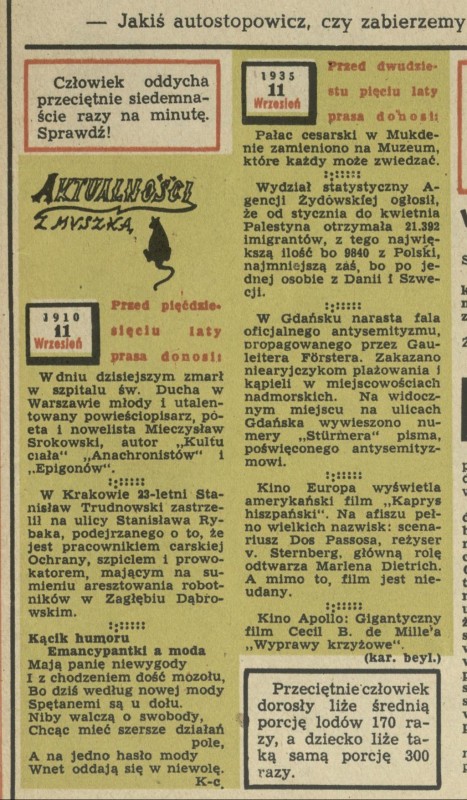 — Jakiś autostopowicz, czy zabierzemy
Człowiek oddycha
przeciętnie siedemna-
ście razy na minutę.
Sprawdź!
AKTUALNOŚCI
Z MYSZKĄ
1910
11
Wrzesień
Przed pięćdzie-
sięciu laty
prasa donosi:
W dniu dzisiejszym zmarł
w szpitalu św. Ducha w
Warszawie młody i utalen-
towany powieściopisarz, po-
eta i nowelista Mieczysław
Srokowski, autor „Kultu
ciała" „Anachronistów" i
„Epigonów".
W Krakowie 23-letni Sta-
nisław Trudnowski zastrze-
lił na ulicy Stanisława Ry-
baka, podejrzanego o to, że
jest pracownikiem carskiej
Ochrany, szpiclem i prowo-
katorem, mającym na su-
mieniu aresztowania robot-
ników w Zagłębiu Dąbro-
wskim.
Kącik humoru
Emancypantki a moda
Mają panię niewygody
I z chodzeniem dość mozołu,
Bo dziś według nowej mody
Spętanemi są u dołu.
Niby walczą o swobody,
Chcąc mieć szersze działań
pole,
A na jedno hasło mody
Wnet oddają się w niewolę.
K-c
1935
11
Wrzesień
Przed dwudzie-
stu pięciu laty
prasa donosi:
Pałac cesarski w Mukde-
nie zamieniono na Muzeum,
które każdy może zwiedzać.
Wydział statystyczny A-
gencji Żydowskiej ogłosił,
że od stycznia do kwietnia
Palestyna otrzymała 21.392
imigrantów, z tego najwię-
kszą ilość bo 9840 z Polski,
najmniejszą zaś, bo po je-
dnej osobie z Danii i Szwe-
cji.
W Gdańsku narasta fala
oficjalnego antysemityzmu,
propagowanego przez Gau-
leitera Förstera. Zakazano
niearyjczykom plażowania i
kąpieli w miejscowościach
nadmorskich. Na widocz-
nym miejscu na ulicach
Gdańska wywieszono nu-
mery „Stürmera" pisma,
poświęconego antysemityz-
mowi.
Kino Europa wyświetla
amerykański film „Kaprys
hiszpański". Na afiszu peł-
no wielkich nazwisk: scena-
riusz Dos Passosa, reżyser
v. Sternberg, główną rolę
odtwarza Marlena Dietrich.
A mimo to, film jest nie-
udany.
Kino Apollo: Gigantyczny
film Cecil B. de Mille'a
„Wyprawy krzyżowe".
(kar. beyl.)
Przeciętnie człowiek
dorosły liże średnią
porcję lodów 170 ra-
zy, a dziecko liże ta-
ką samą porcję 300
razy.